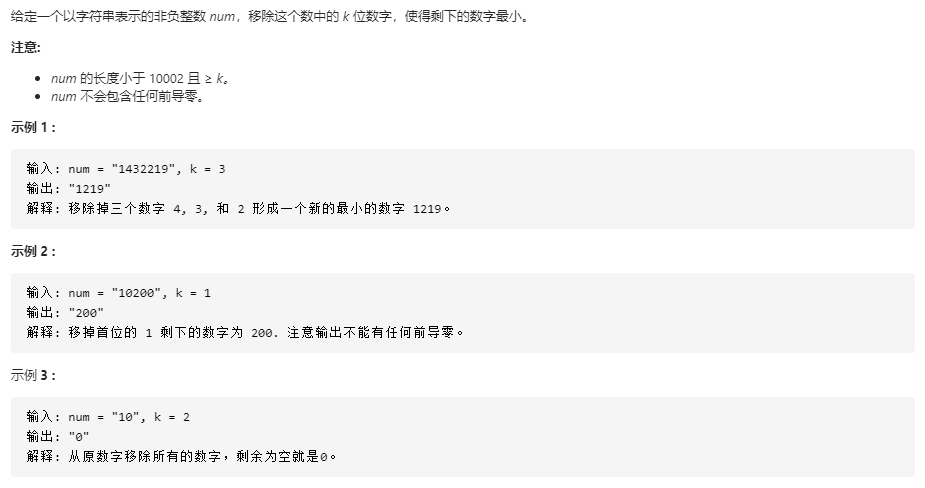 给定一个以字符串表示的非负整数 num，移除这个数中的 k 位数字，使得剩下的数字最小。
注意:
• num 的长度小于 10002 且 ≥ k。
• num 不会包含任何前导零。
示例 1 :
输入: num = "1432219", k = 3
输出: "1219"
解释: 移除掉三个数字 4, 3, 和 2 形成一个新的最小的数字 1219。
示例 2 :
输入: num = "10200", k = 1
输出: "200"
解释: 移掉首位的 1 剩下的数字为 200. 注意输出不能有任何前导零。
示例 3 :
输入: num = "10", k = 2
输出: "0"
解释: 从原数字移除所有的数字，剩余为空就是0。